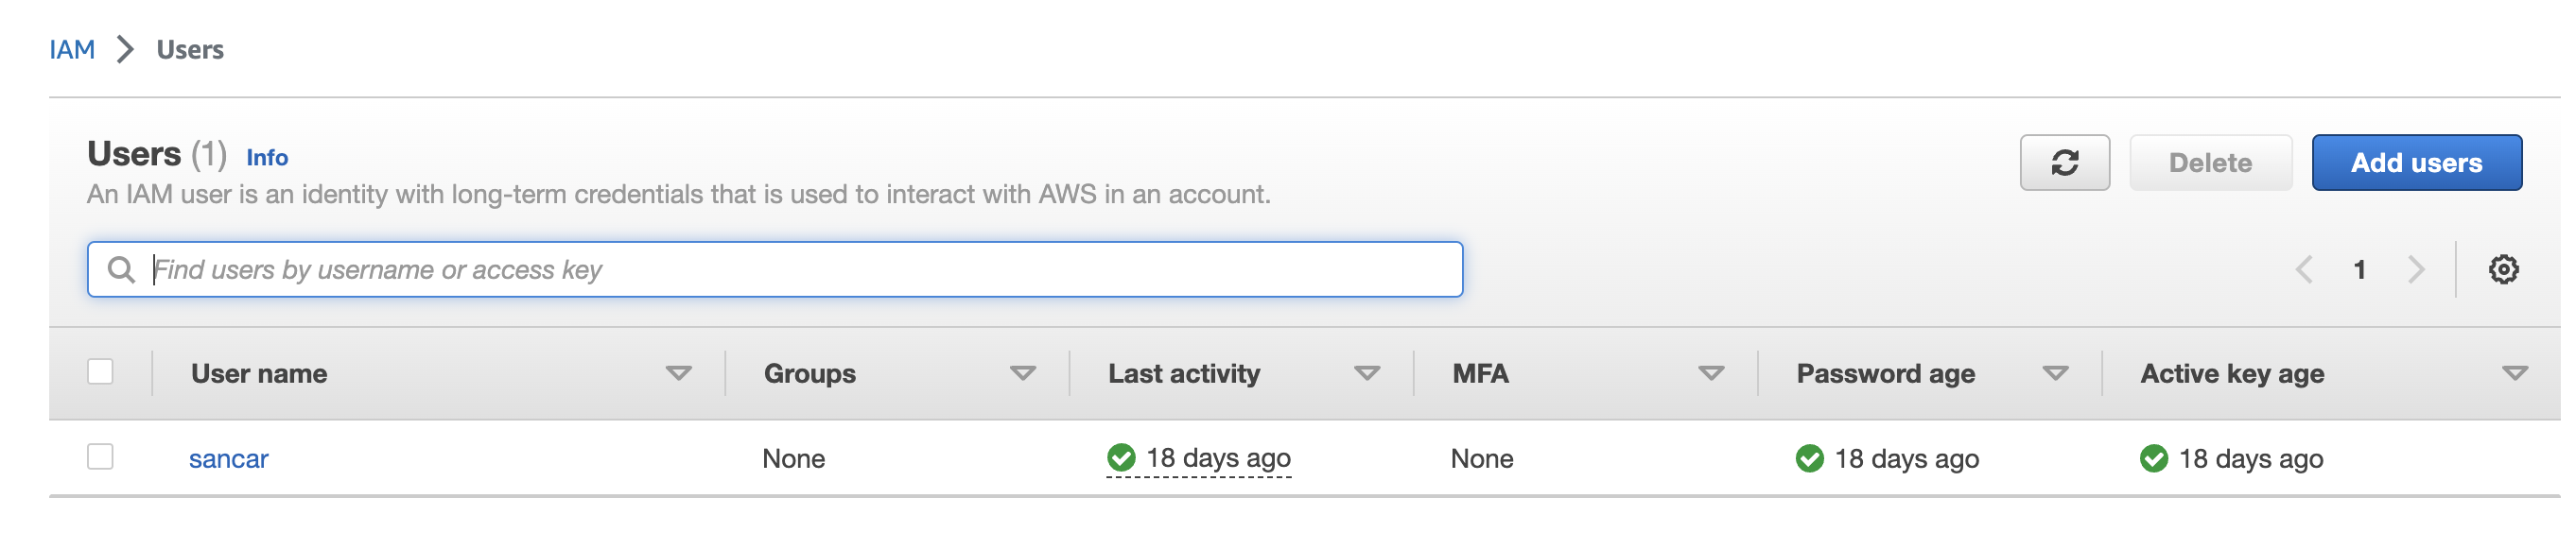 IAM > Users
Users (1) Info
An IAM user is an identity with long-term credentials that is used to interact with AWS in an account.
Delete
Add users
Find users by username or access key
1
User name Groups Last activity MFA Password age Active key age
sancar None 18 days ago None 18 days ago 18 days ago